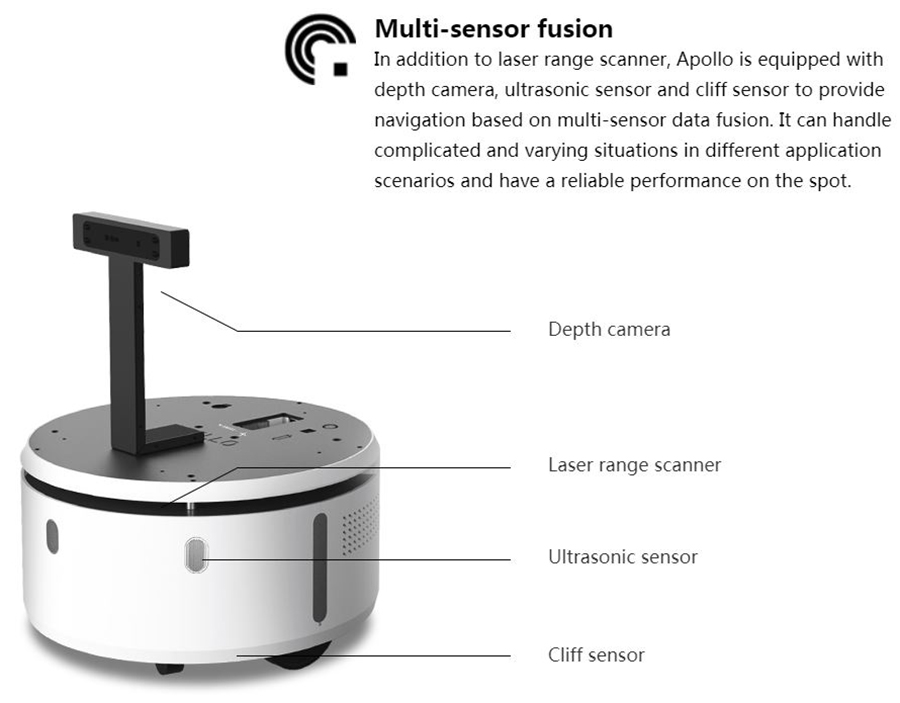 Multi-sensor fusion
In addition to laser range scanner, Apollo is equipped with
depth camera, ultrasonic sensor and cliff sensor to provide
navigation based on multi-sensor data fusion. It can handle
complicated and varying situations in different application
scenarios and have a reliable performance on the spot.
Depth camera
Laser range scanner
Ultrasonic sensor
Cliff sensor